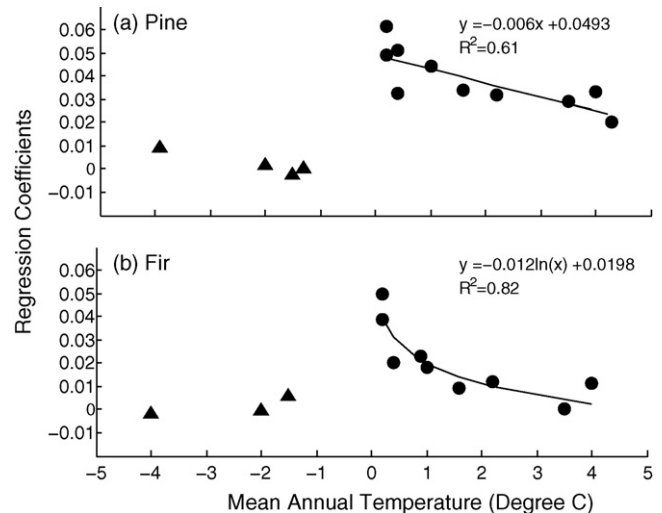 (a) Pine
y =−0.006x +0.0493
R²=0.61
0.06
0.05
0.04
0.03
0.02
0.01
0
−0.01
Regression Coefficients
(b) Fir
y =−0.012ln(x) +0.0198
R²=0.82
0.06
0.05
0.04
0.03
0.02
0.01
0
−0.01
−5 −4 −3 −2 −1 0 1 2 3 4 5
Mean Annual Temperature (Degree C)